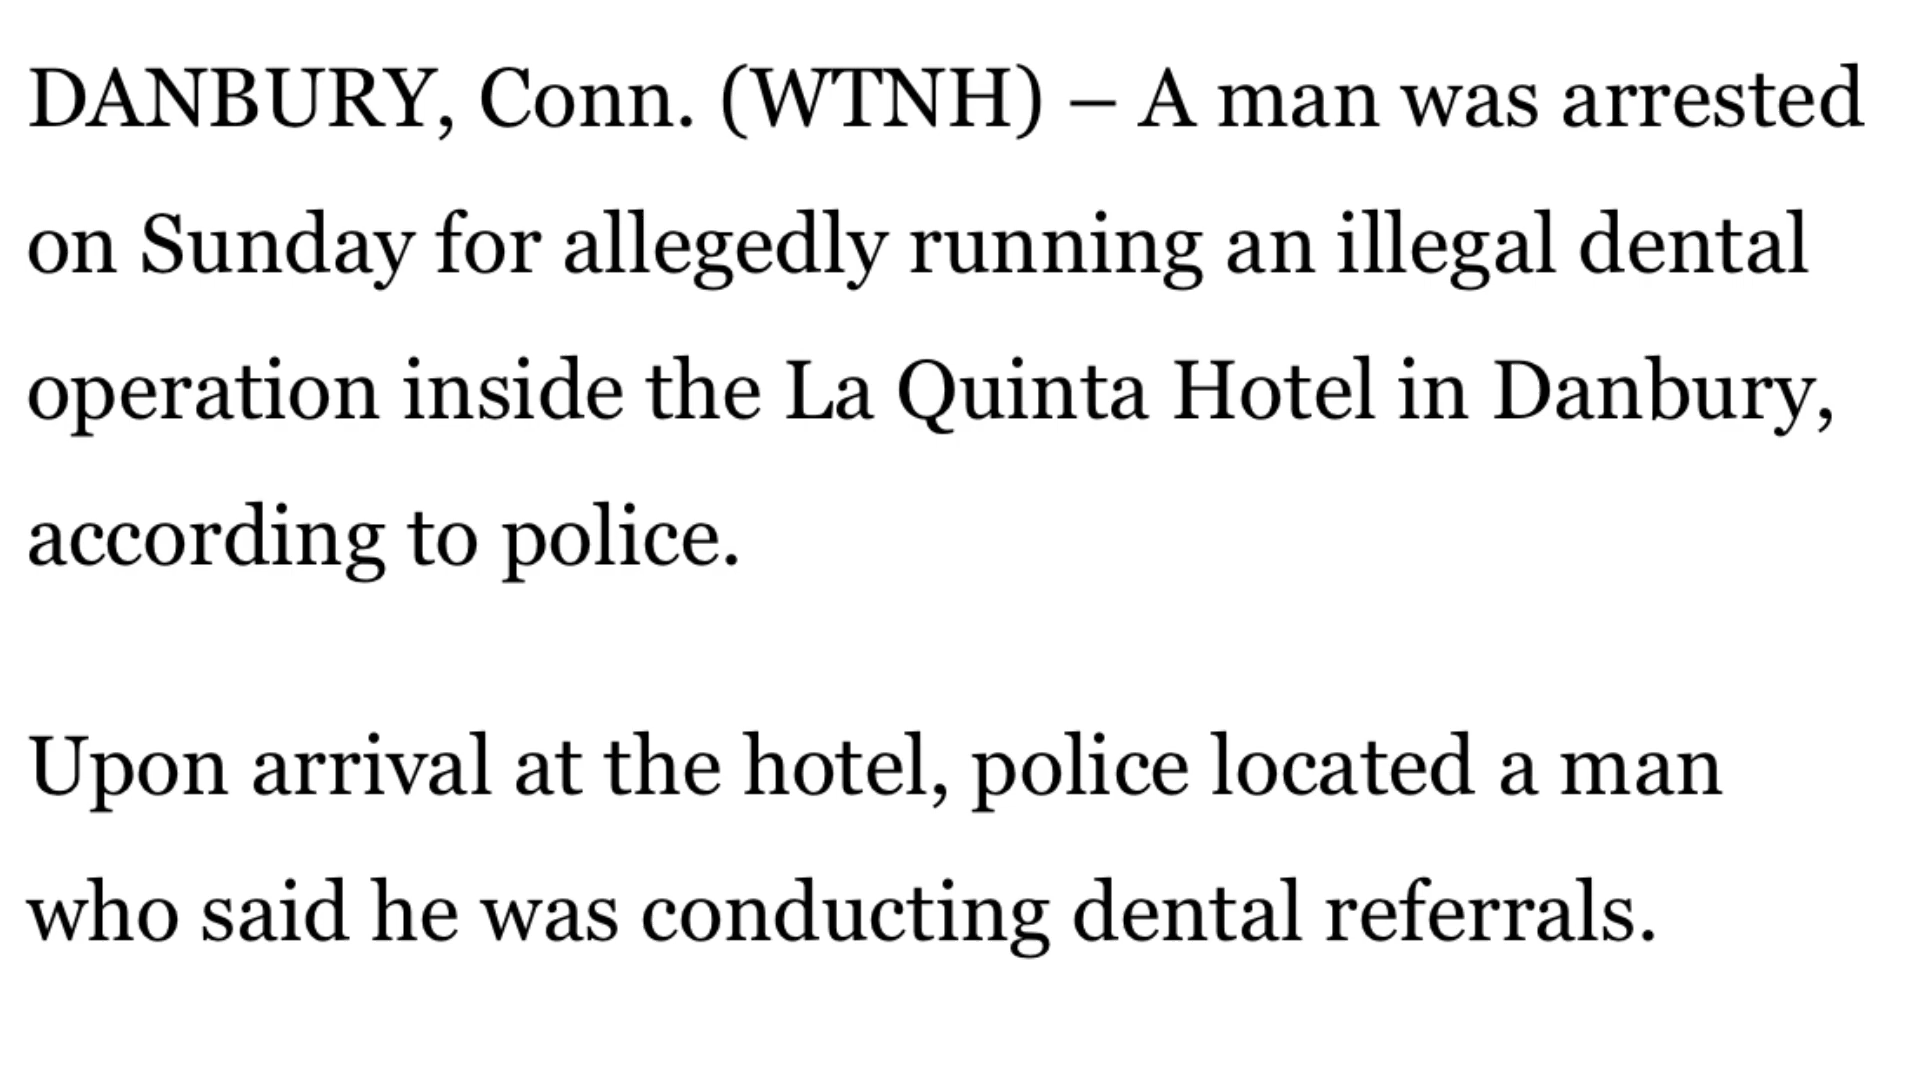 DANBURY, Conn. (WTNH) – A man was arrested
on Sunday for allegedly running an illegal dental
operation inside the La Quinta Hotel in Danbury,
according to police.
Upon arrival at the hotel, police located a man
who said he was conducting dental referrals.